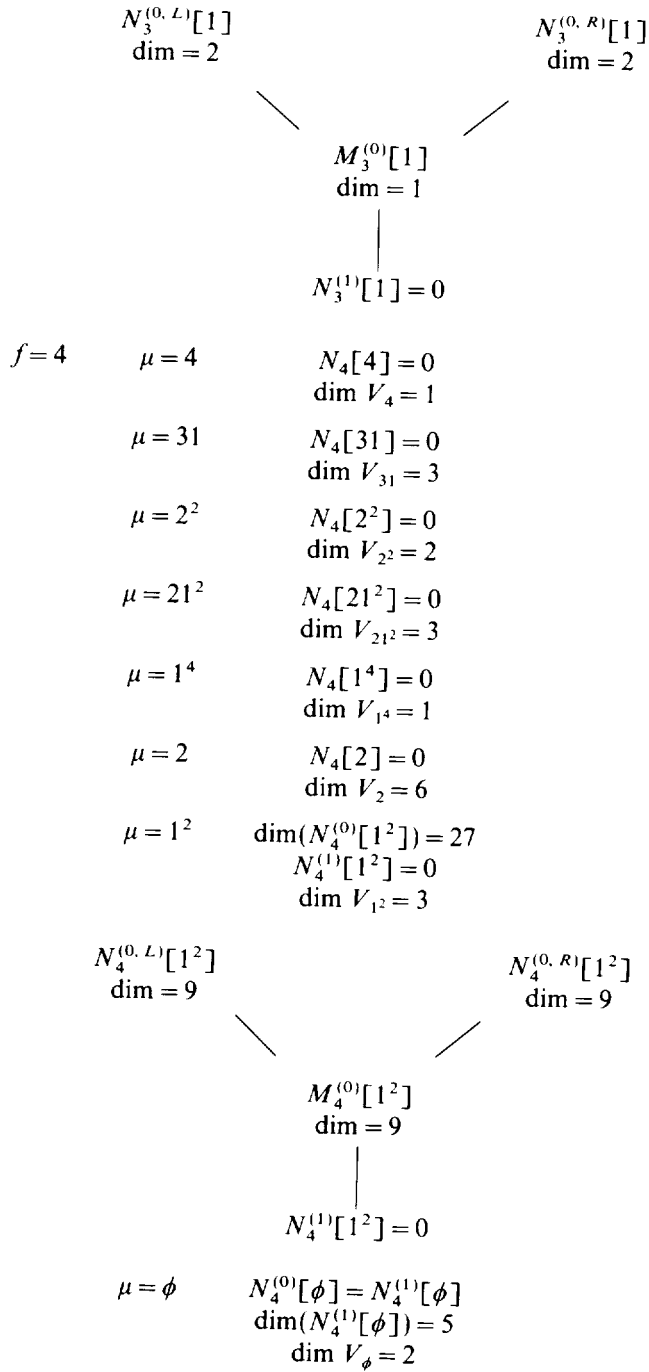 N_3^{(0, L)}[1] N_3^{(0, R)}[1]
dim = 2 dim = 2
M_3^{(0)}[1]
dim = 1
N_3^{(1)}[1] = 0
f = 4 μ = 4 N_4[4] = 0
dim V_4 = 1
μ = 31 N_4[31] = 0
dim V_{31} = 3
μ = 2^2 N_4[2^2] = 0
dim V_{2^2} = 2
μ = 21^2 N_4[21^2] = 0
dim V_{21^2} = 3
μ = 1^4 N_4[1^4] = 0
dim V_{1^4} = 1
μ = 2 N_4[2] = 0
dim V_2 = 6
μ = 1^2 dim(N_4^{(0)}[1^2]) = 27
N_4^{(1)}[1^2] = 0
dim V_{1^2} = 3
N_4^{(0, L)}[1^2] N_4^{(0, R)}[1^2]
dim = 9 dim = 9
M_4^{(0)}[1^2]
dim = 9
N_4^{(1)}[1^2] = 0
μ = ϕ N_4^{(0)}[ϕ] = N_4^{(1)}[ϕ]
dim(N_4^{(1)}[ϕ]) = 5
dim V_ϕ = 2